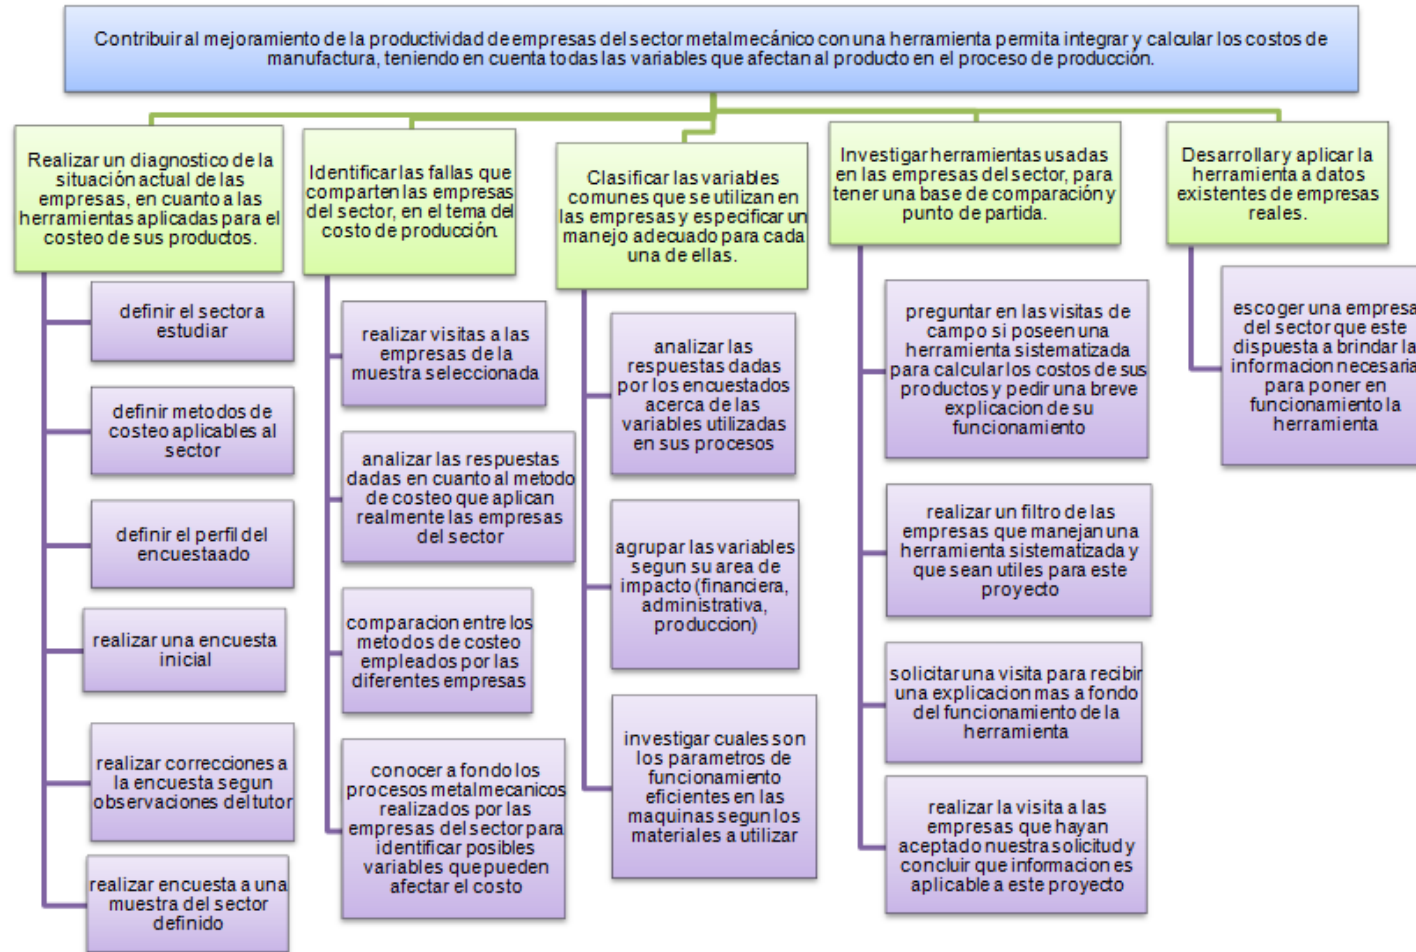 Contribuir al mejoramiento de la productividad de empresas del sector metalmecánico con una herramienta permita integrar y calcular los costos de
manufactura, teniendo en cuenta todas las variables que afectan al producto en el proceso de producción.
Realizar un diagnostico de la
situación actual de las
empresas, en cuanto a las
herramientas aplicadas para el
costeo de sus productos.
definir el sector a
estudiar
definir metodos de
costeo aplicables al
sector
definir el perfil del
encuestaado
realizar una encuesta
inicial
realizar correcciones a
la encuesta segun
observaciones del tutor
realizar encuesta a una
muestra del sector
definido
Identificar las fallas que
comparten las empresas
del sector, en el tema del
costo de producción.
realizar visitas a las
empresas de la
muestra seleccionada
analizar las respuestas
dadas en cuanto al metodo
de costeo que aplican
realmente las empresas
del sector
comparacion entre los
metodos de costeo
empleados por las
diferentes empresas
conocer a fondo los
procesos metalmecanicos
realizados por las
empresas del sector para
identificar posibles
variables que pueden
afectar el costo
Clasificar las variables
comunes que se utilizan en
las empresas y especificar un
manejo adecuado para cada
una de ellas.
analizar las
respuestas dadas
por los encuestados
acerca de las
variables utilizadas
en sus procesos
agrupar las variables
segun su area de
impacto (financiera,
administrativa,
produccion)
investigar cuales son
los parametros de
funcionamiento
eficientes en las
maquinas segun los
materiales a utilizar
Investigar herramientas usadas
en las empresas del sector, para
tener una base de comparación y
punto de partida.
preguntar en las visitas de
campo si poseen una
herramienta sistematizada
para calcular los costos de
sus productos y pedir una breve
explicacion de su
funcionamiento
realizar un filtro de las
empresas que manejan una
herramienta sistematizada y
que sean utiles para este
proyecto
solicitar una visita para recibir
una explicacion mas a fondo
del funcionamiento de la
herramienta
realizar la visita a las
empresas que hayan
aceptado nuestra solicitud y
concluir que informacion es
aplicable a este proyecto
Desarrollar y aplicar la
herramienta a datos
existentes de empresas
reales.
escoger una empresa
del sector que este
dispuesta a brindar la
informacion necesaria
para poner en
funcionamiento la
herramienta